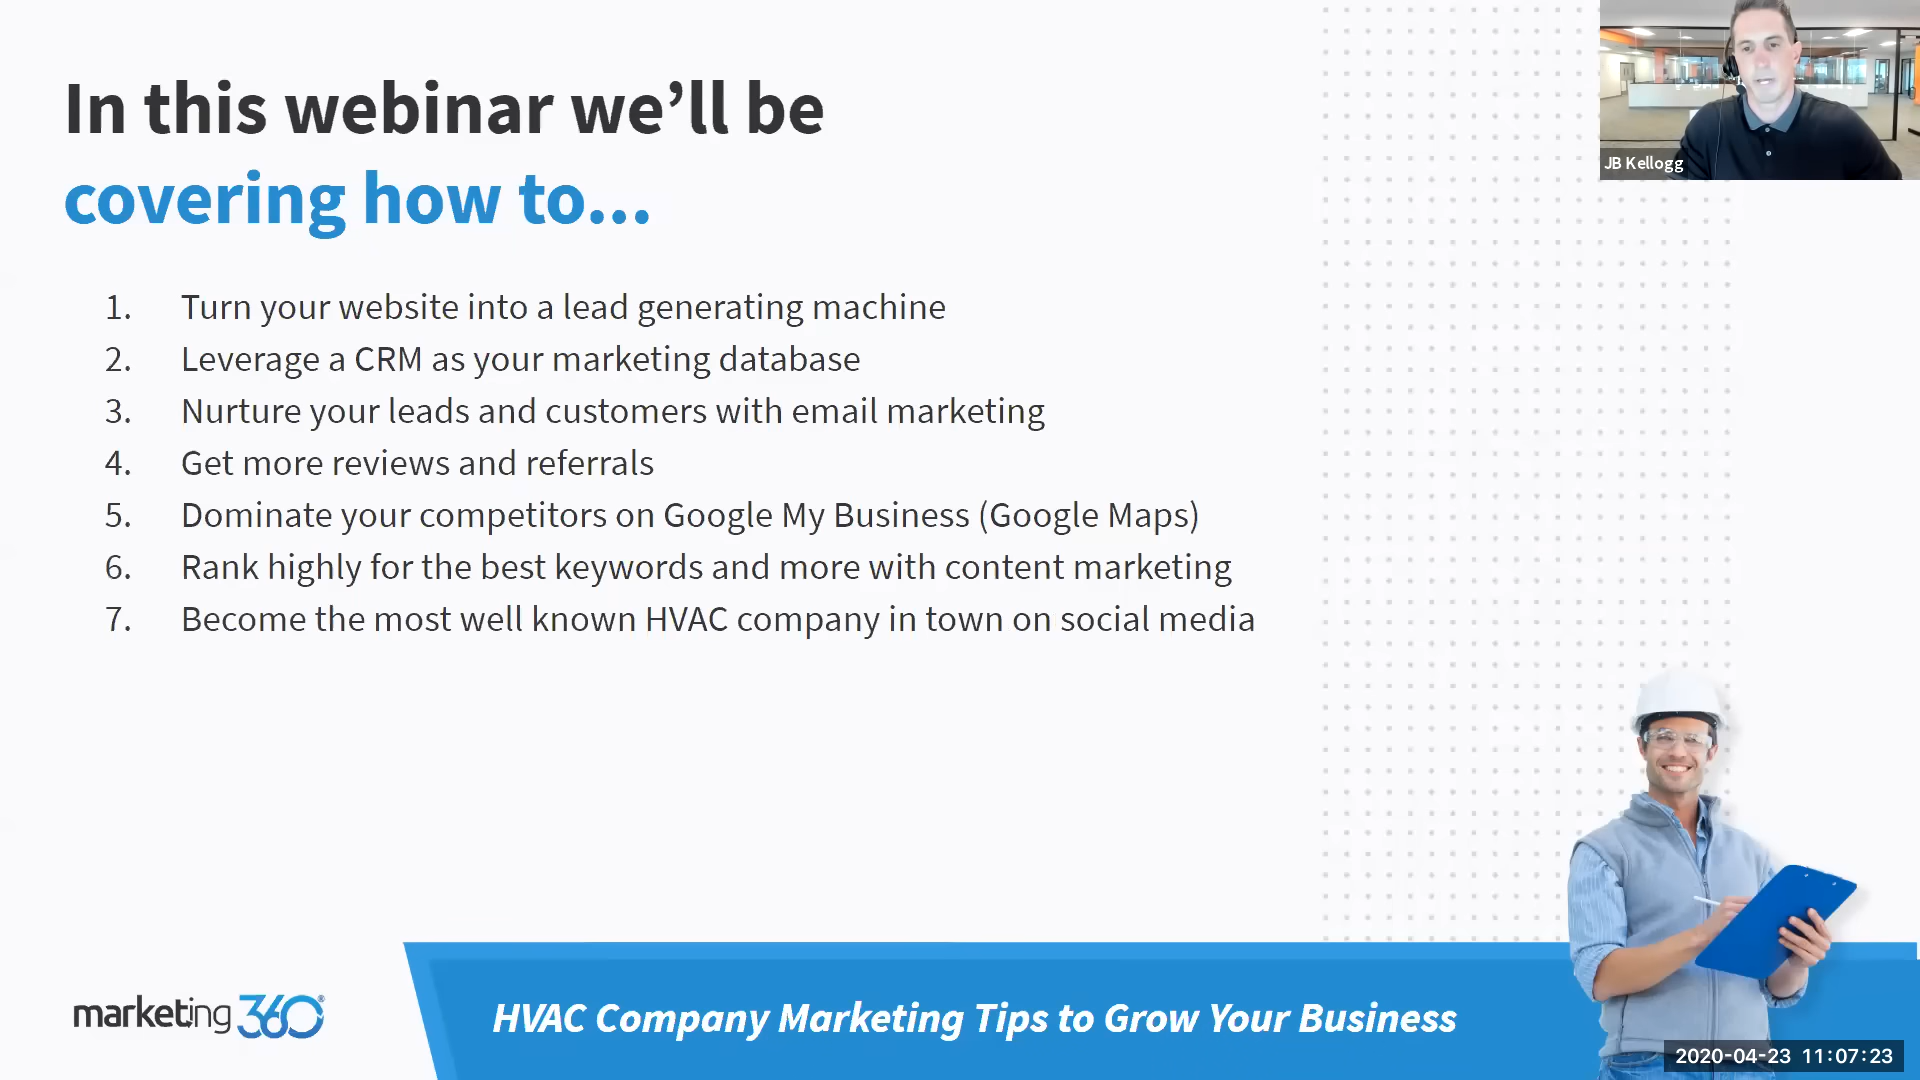 In this webinar we’ll be
covering how to...
1. Turn your website into a lead generating machine
2. Leverage a CRM as your marketing database
3. Nurture your leads and customers with email marketing
4. Get more reviews and referrals
5. Dominate your competitors on Google My Business (Google Maps)
6. Rank highly for the best keywords and more with content marketing
7. Become the most well known HVAC company in town on social media
JB Kellogg
marketing 360®
HVAC Company Marketing Tips to Grow Your Business
2020-04-23 11:07:23